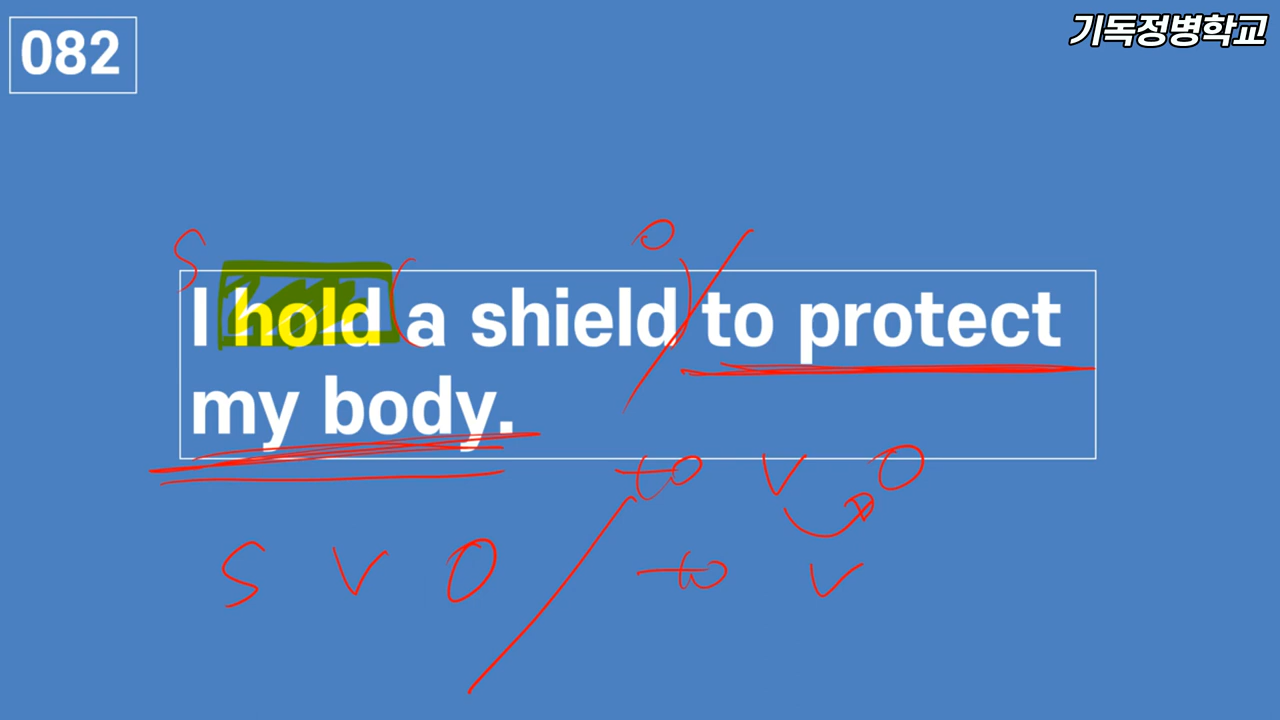 082
기독정병학교
S
O
I hold a shield to protect
my body.
to V O
S V O / to V